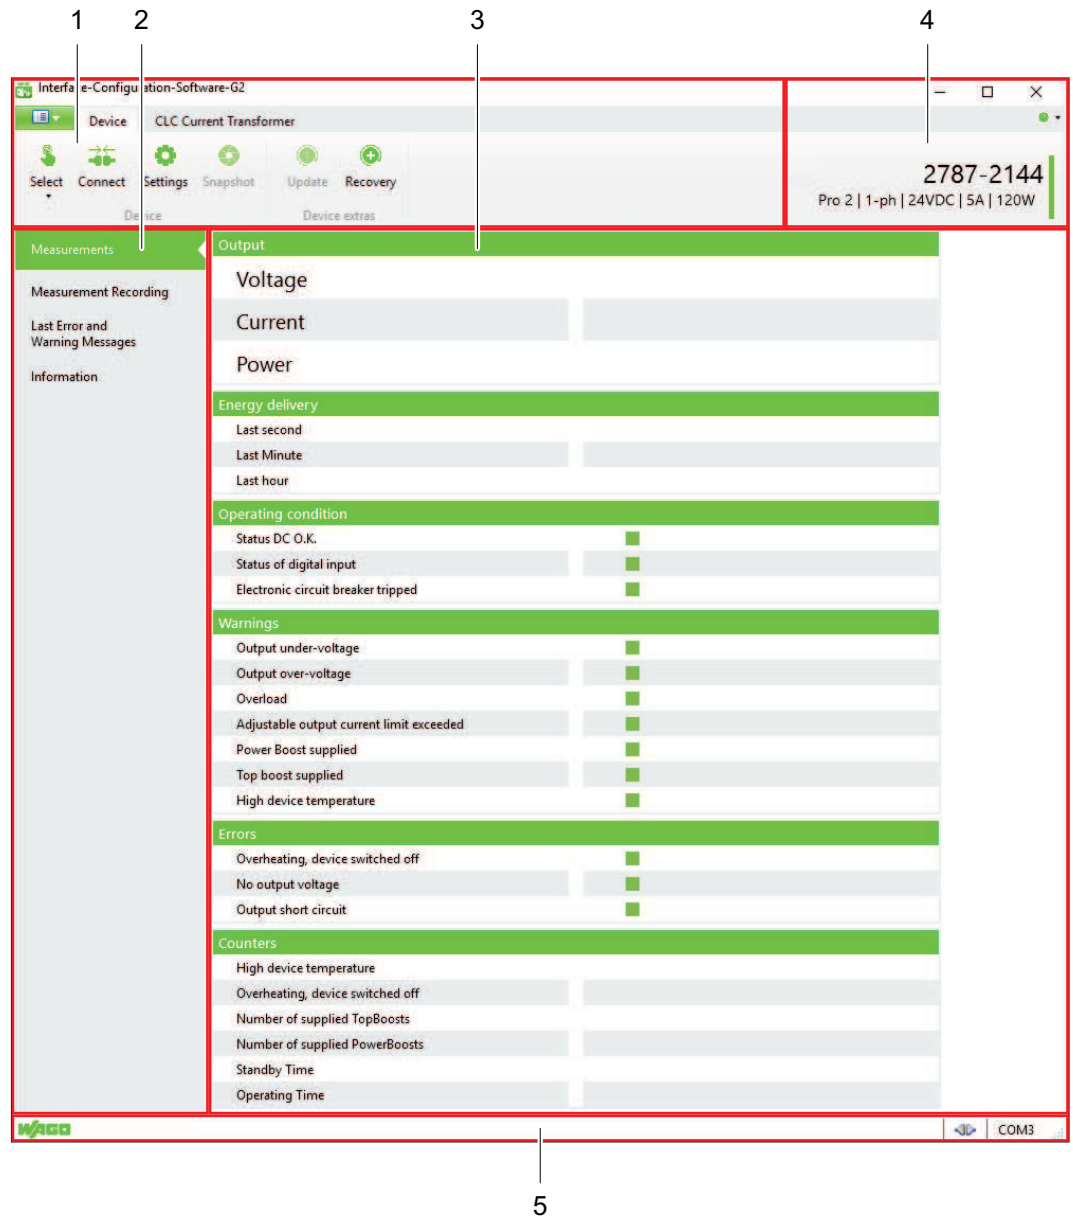 1 2 3 4
Interface-Configuration-Software-G2
Device CLC Current Transformer
Select Connect Settings Snapshot Update Recovery
Device Device extras
2787-2144
Pro 2 | 1-ph | 24VDC | 5A | 120W
Measurements
Measurement Recording
Last Error and
Warning Messages
Information
Output
Voltage
Current
Power
Energy delivery
Last second
Last Minute
Last hour
Operating condition
Status DC O.K.
Status of digital input
Electronic circuit breaker tripped
Warnings
Output under-voltage
Output over-voltage
Overload
Adjustable output current limit exceeded
Power Boost supplied
Top boost supplied
High device temperature
Errors
Overheating, device switched off
No output voltage
Output short circuit
Counters
High device temperature
Overheating, device switched off
Number of supplied TopBoosts
Number of supplied PowerBoosts
Standby Time
Operating Time
WAGO COM3
5